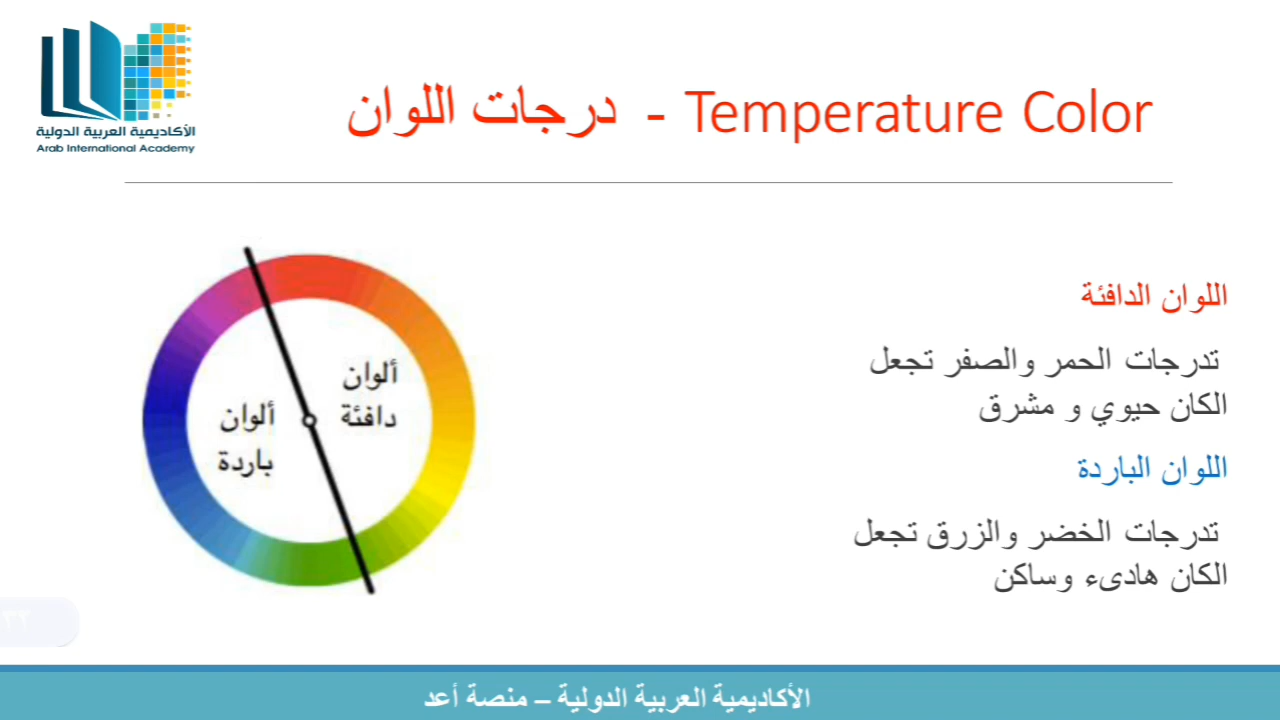 الأكاديمية العربية الدولية
Arab International Academy
Temperature Color - درجات اللوان
ألوان
دافئة
ألوان
باردة
اللوان الدافئة
تدرجات الحمر والصفر تجعل
الكان حيوي و مشرق
اللوان الباردة
تدرجات الخضر والزرق تجعل
الكان هادىء وساكن
٣٢
الأكاديمية العربية الدولية – منصة أعد